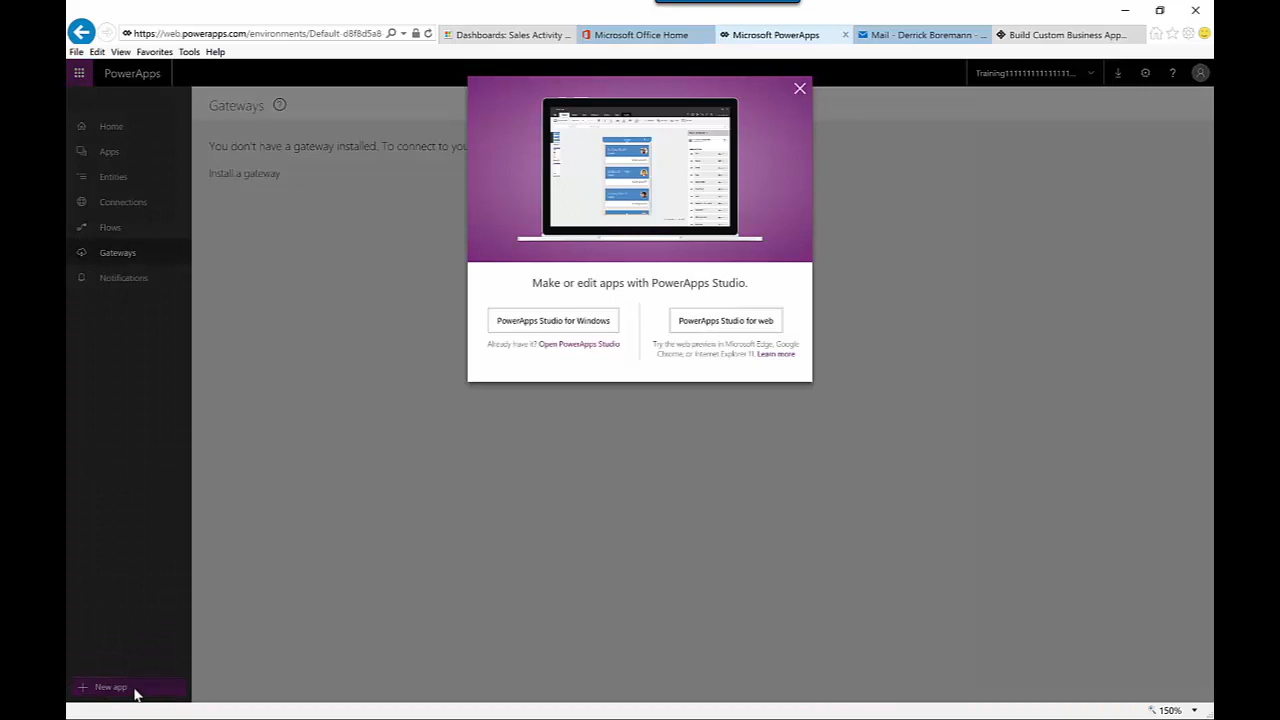 https://web.powerapps.com/environments/Default-d8f8d5a8
Dashboards: Sales Activity ...
Microsoft Office Home
Microsoft PowerApps
Mail - Derrick Boremann - ...
Build Custom Business App...
File Edit View Favorites Tools Help
PowerApps
Training11111111111111...
Gateways
You don't have a gateway installed. To connect to you
Install a gateway
Home
Apps
Entities
Connections
Flows
Gateways
Notifications
Make or edit apps with PowerApps Studio.
PowerApps Studio for Windows
Already have it? Open PowerApps Studio
PowerApps Studio for web
Try the web preview in Microsoft Edge, Google
Chrome, or Internet Explorer 11. Learn more
New app
150%